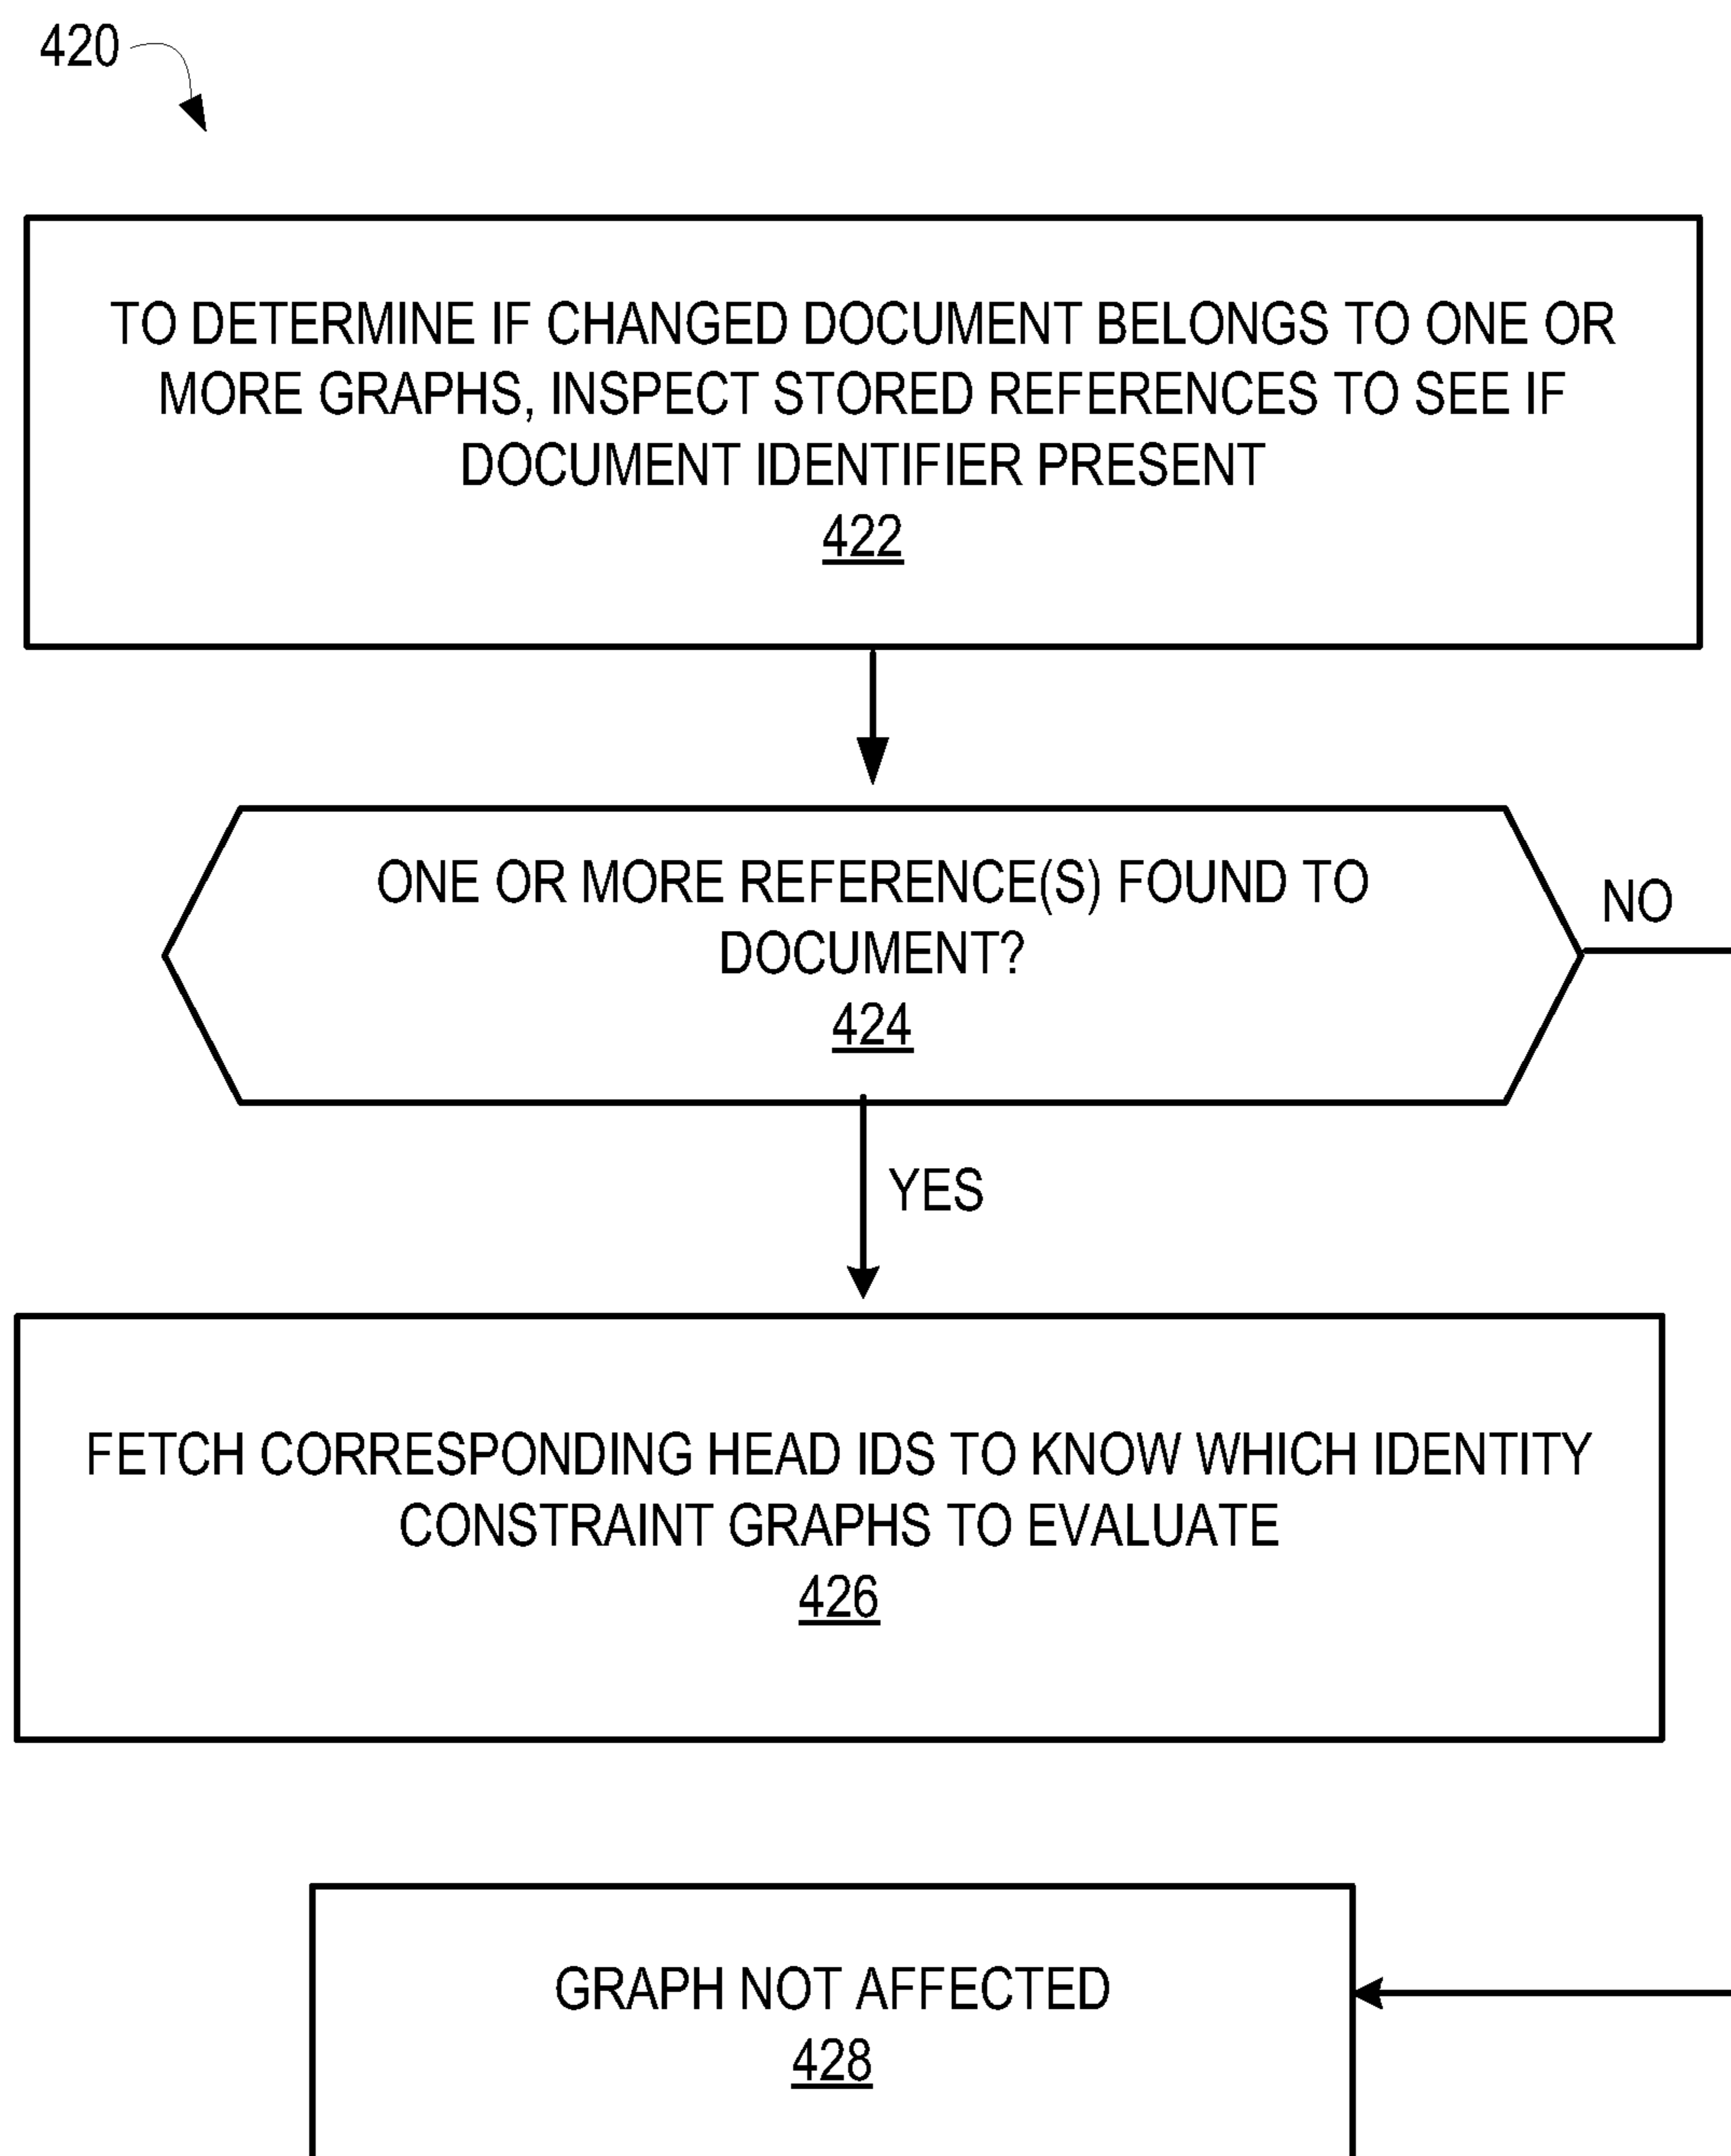 420
TO DETERMINE IF CHANGED DOCUMENT BELONGS TO ONE OR
MORE GRAPHS, INSPECT STORED REFERENCES TO SEE IF
DOCUMENT IDENTIFIER PRESENT
422
ONE OR MORE REFERENCE(S) FOUND TO
DOCUMENT?
424
NO
YES
FETCH CORRESPONDING HEAD IDS TO KNOW WHICH IDENTITY
CONSTRAINT GRAPHS TO EVALUATE
426
GRAPH NOT AFFECTED
428